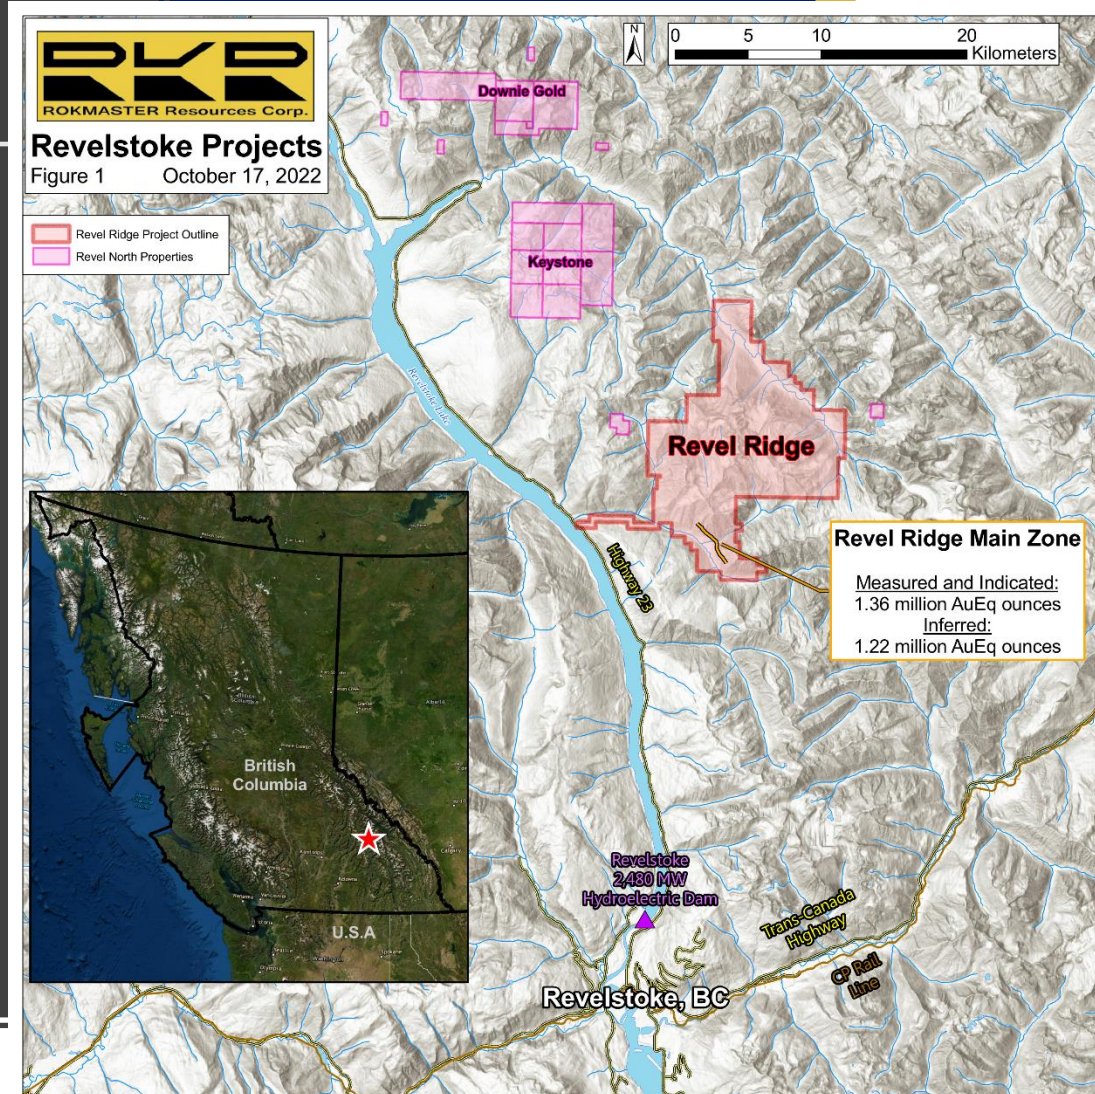 ROKMASTER Resources Corp.
Revelstoke Projects
Figure 1 October 17, 2022
Revel Ridge Project Outline
Revel North Properties
N
0 5 10 20
Kilometers
Downie Gold
Keystone
Revelstoke Lake
Revel Ridge
Highway 23
Revel Ridge Main Zone
Measured and Indicated:
1.36 million AuEq ounces
Inferred:
1.22 million AuEq ounces
British
Columbia
Alberta
Calgary
Vancouver
U.S.A
Revelstoke
2,480 MW
Hydroelectric Dam
Trans-Canada
Highway
CP Rail
Line
Revelstoke, BC